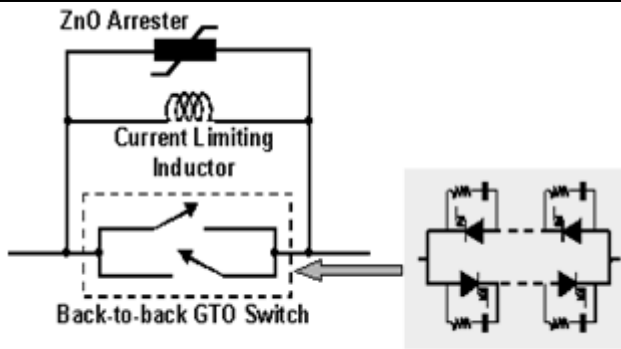 ZnO Arrester
Current Limiting
Inductor
Back-to-back GTO Switch